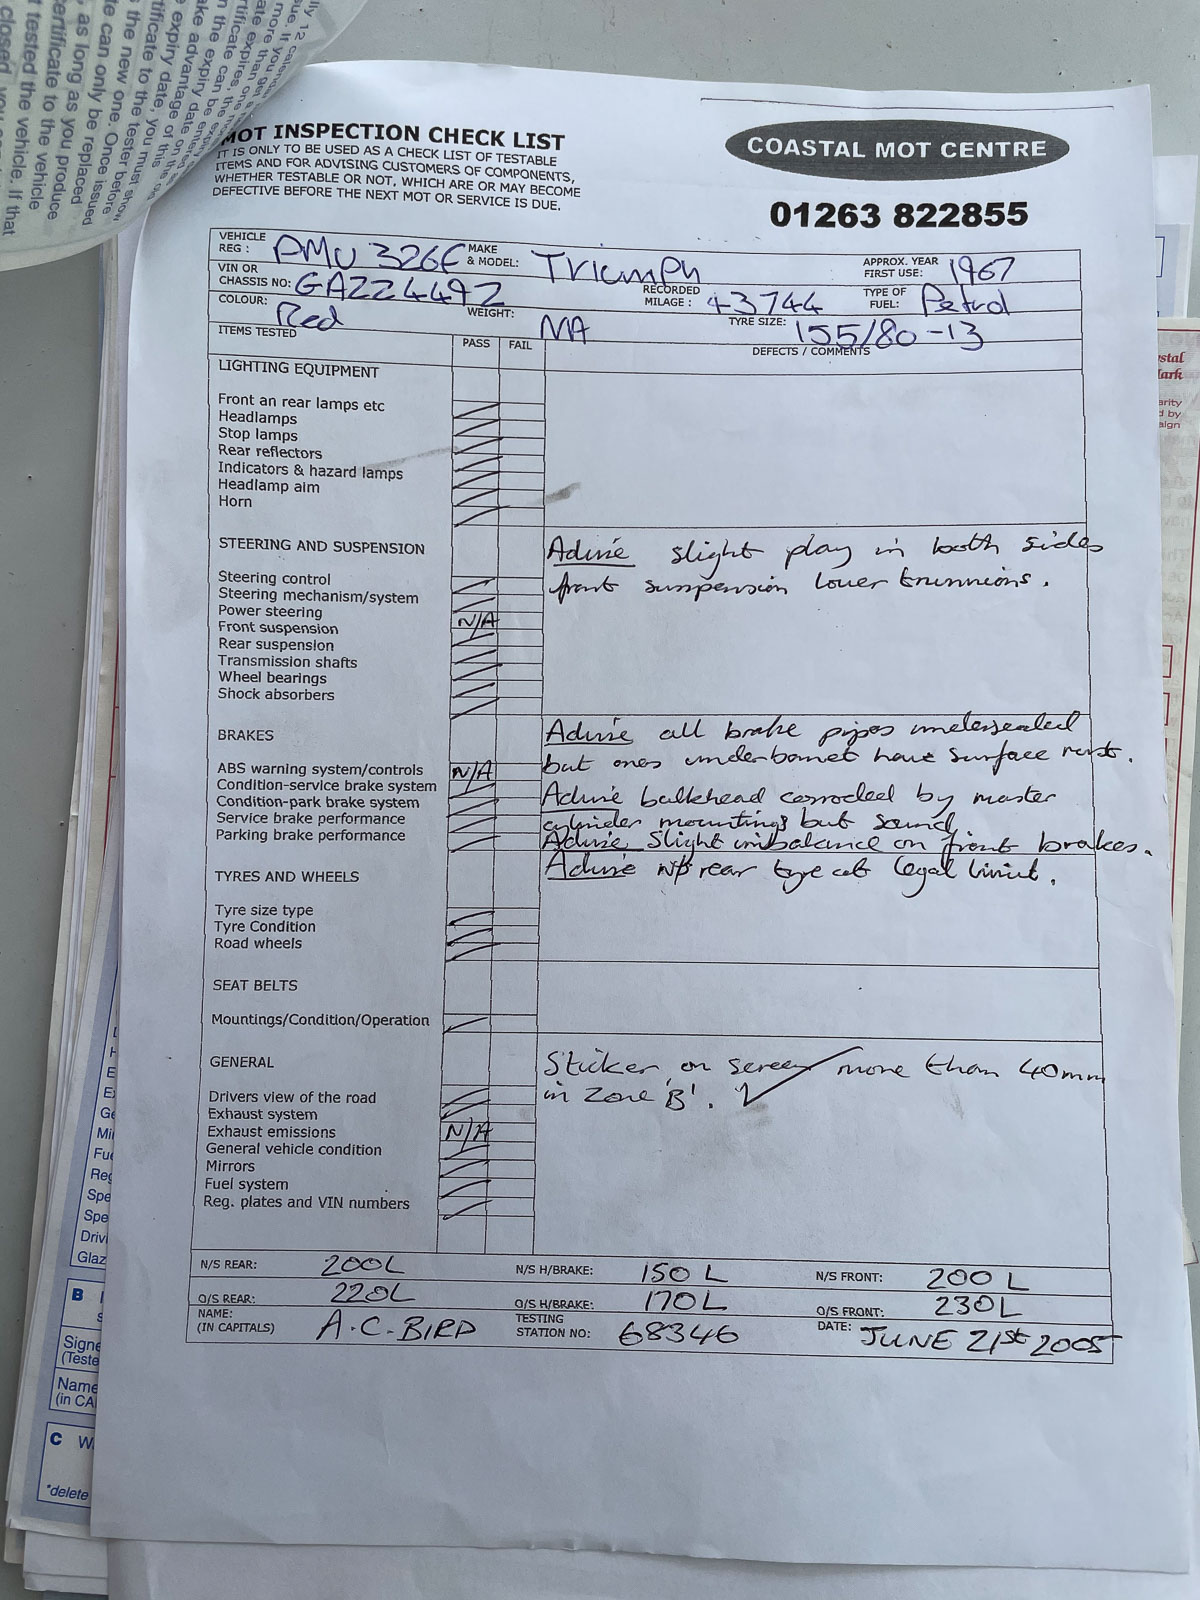 MOT INSPECTION CHECK LIST
IT IS ONLY TO BE USED AS A CHECK LIST OF TESTABLE
ITEMS AND FOR ADVISING CUSTOMERS OF COMPONENTS,
WHETHER TESTABLE OR NOT, WHICH ARE OR MAY BECOME
DEFECTIVE BEFORE THE NEXT MOT OR SERVICE IS DUE.
COASTAL MOT CENTRE
01263 822855
VEHICLE REG : PMU 326F MAKE & MODEL: Triumph APPROX. YEAR FIRST USE: 1967
VIN OR CHASSIS NO: GA224492 RECORDED MILAGE : 43744 TYPE OF FUEL: Petrol
COLOUR: Red WEIGHT: NA TYRE SIZE: 155/80-13
ITEMS TESTED PASS FAIL DEFECTS / COMMENTS
LIGHTING EQUIPMENT
Front an rear lamps etc
Headlamps
Stop lamps
Rear reflectors
Indicators & hazard lamps
Headlamp aim
Horn
STEERING AND SUSPENSION
Advise slight play in both sides
front suspension lower trunnions.
Steering control
Steering mechanism/system
Power steering N/A
Front suspension
Rear suspension
Transmission shafts
Wheel bearings
Shock absorbers
BRAKES
Advise all brake pipes undersealed
but ones underbonnet have surface rust.
Advise bulkhead corroded by master
cylinder mountings but sound
Advise slight imbalance on front brakes.
ABS warning system/controls N/A
Condition-service brake system
Condition-park brake system
Service brake performance
Parking brake performance
TYRES AND WHEELS
Advise N/S rear tyre at legal limit.
Tyre size type
Tyre Condition
Road wheels
SEAT BELTS
Mountings/Condition/Operation
GENERAL
Sticker on screen more than 40mm
in Zone 'B'.
Drivers view of the road
Exhaust system
Exhaust emissions N/A
General vehicle condition
Mirrors
Fuel system
Reg. plates and VIN numbers
N/S REAR: 200L N/S H/BRAKE: 150 L N/S FRONT: 200 L
O/S REAR: 220L O/S H/BRAKE: 170L O/S FRONT: 230L
NAME: (IN CAPITALS) A.C.BIRD TESTING STATION NO: 68346 DATE: JUNE 21st 2005
B
Signe
(Teste
Name
(in CA
C W
*delete